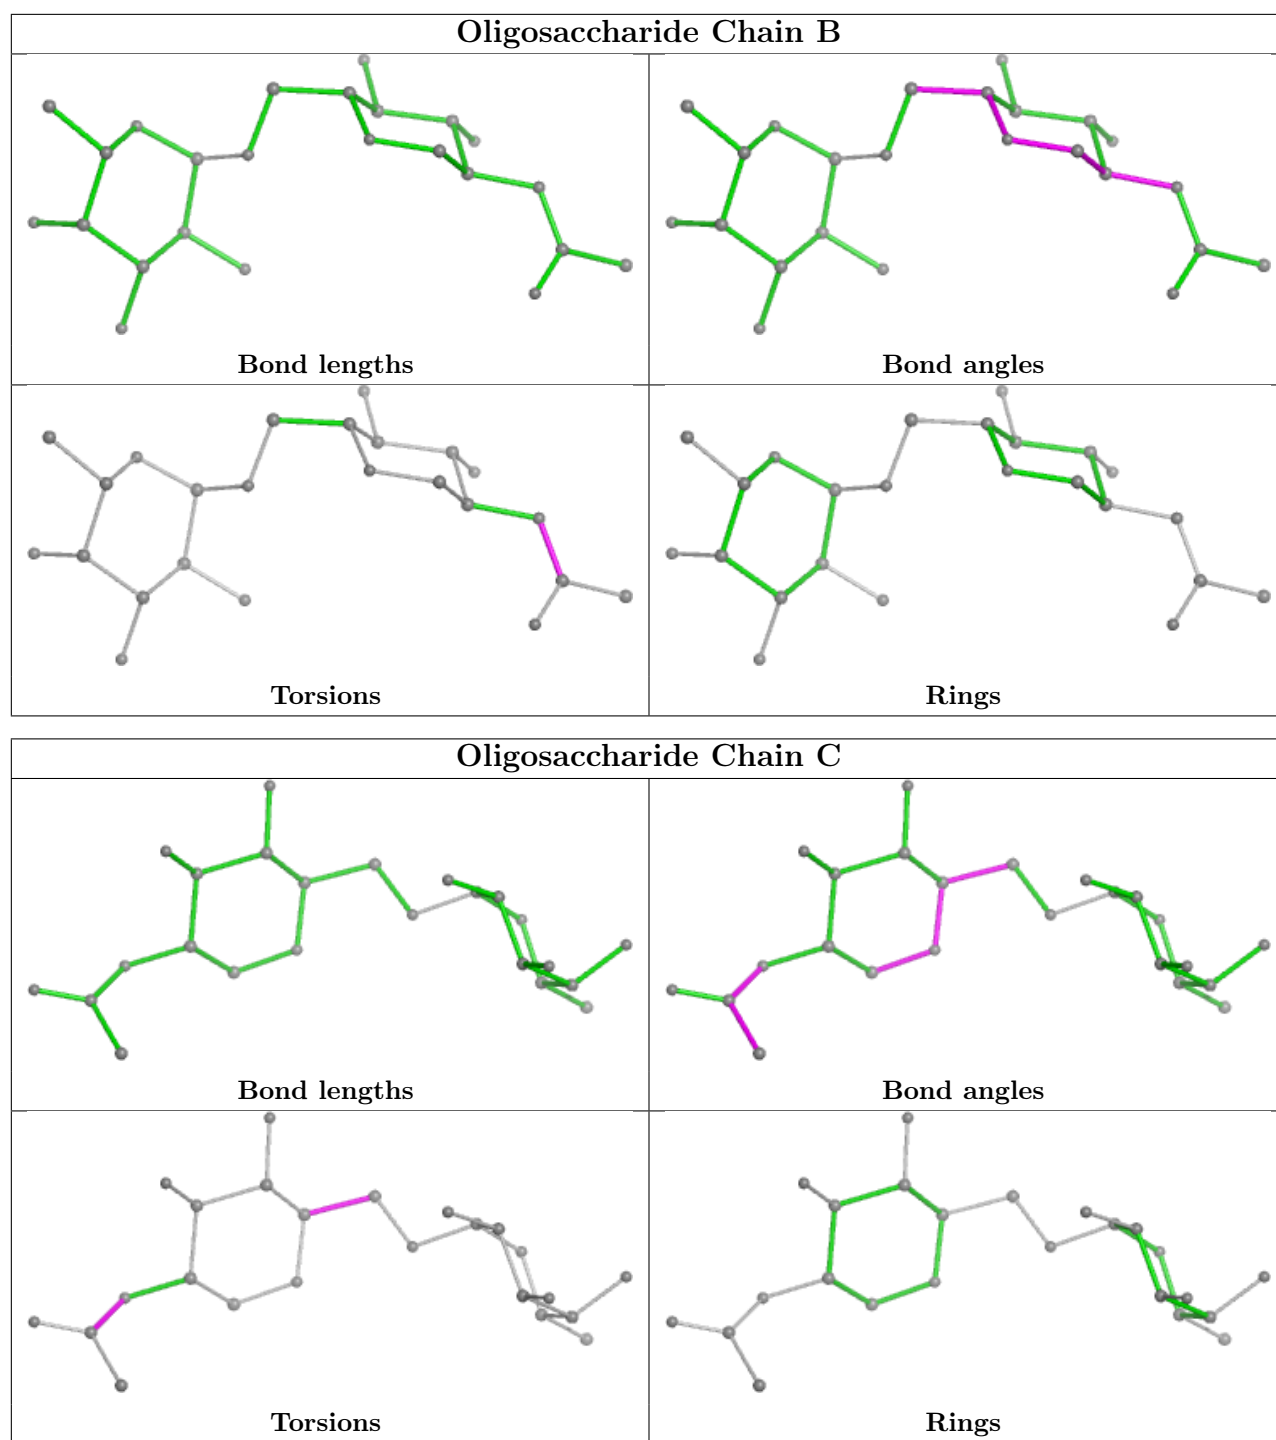 Oligosaccharide Chain B
Bond lengths
Bond angles
Torsions
Rings
Oligosaccharide Chain C
Bond lengths
Bond angles
Torsions
Rings